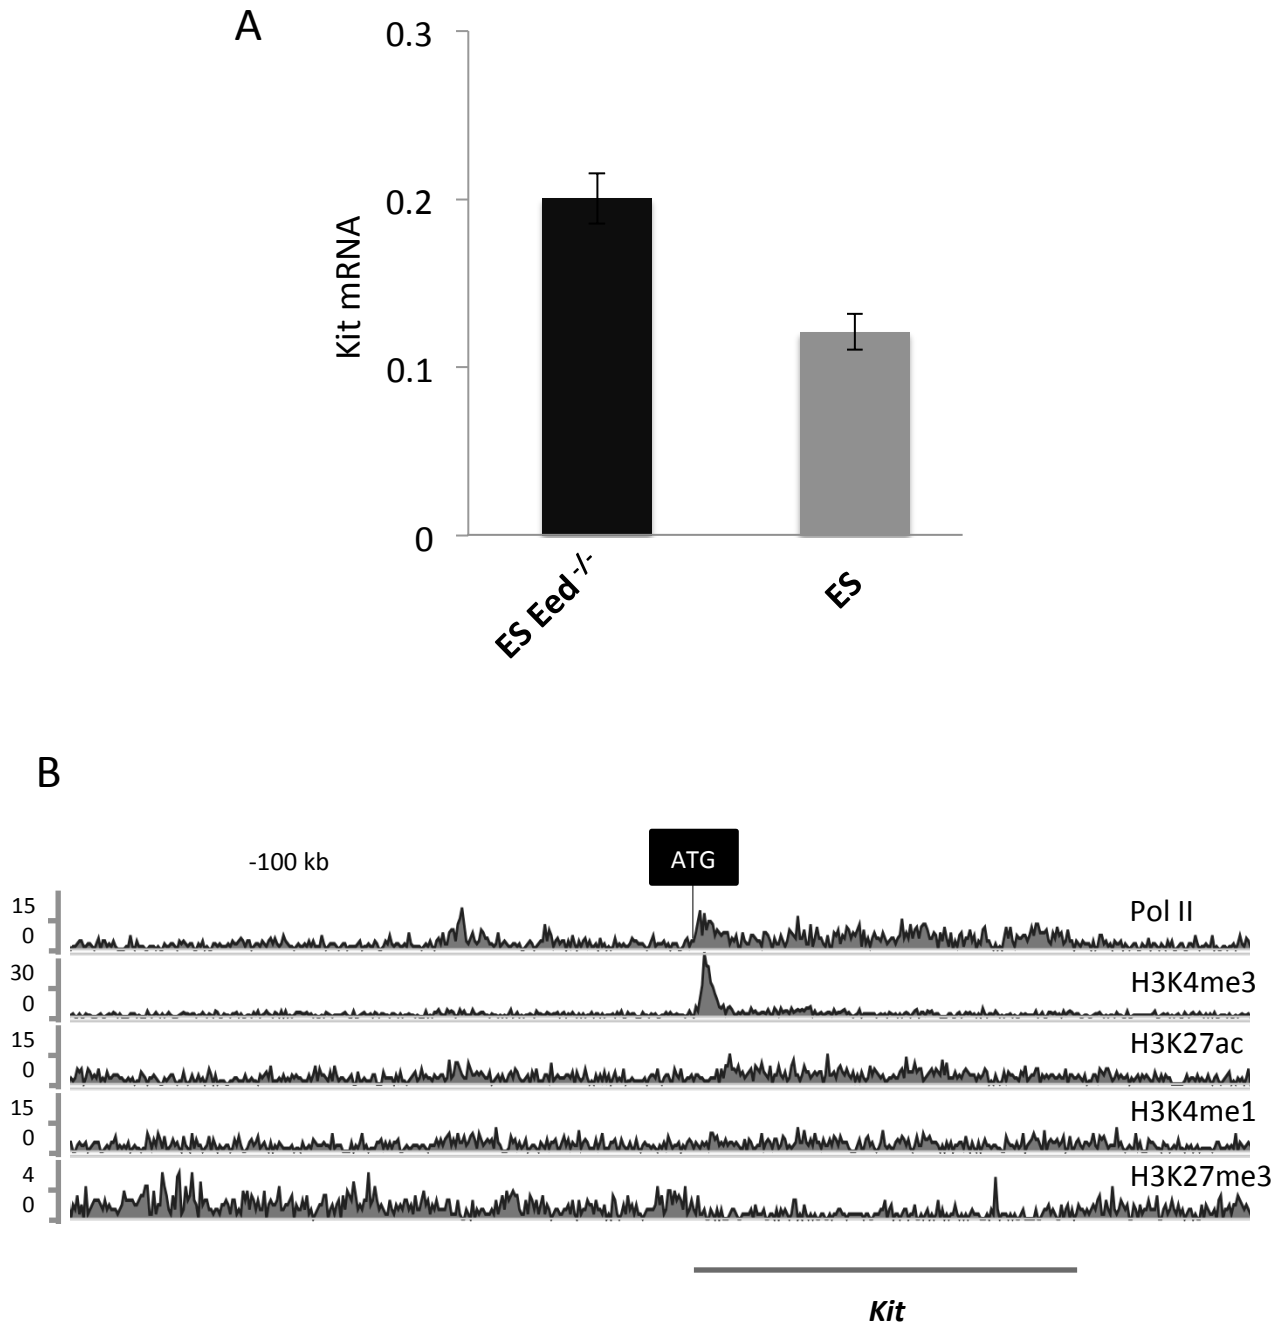 A
0.3
0.2
0.1
0
Kit mRNA
ES Eed -/-
ES
B
-100 kb
ATG
15
0
Pol II
30
0
H3K4me3
15
0
H3K27ac
15
0
H3K4me1
4
0
H3K27me3
Kit